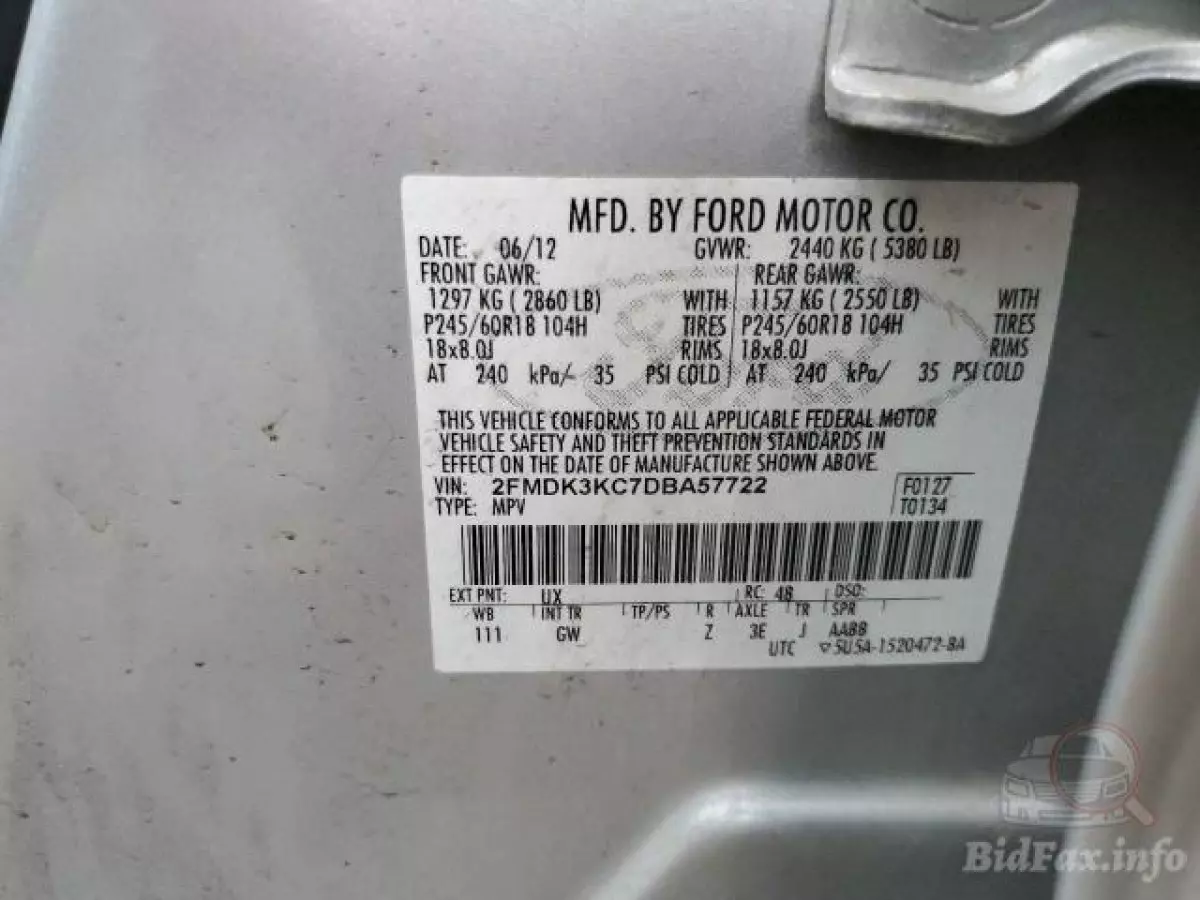 MFD. BY FORD MOTOR CO.
DATE: 06/12 GVWR: 2440 KG ( 5380 LB)
FRONT GAWR: REAR GAWR:
1297 KG ( 2860 LB) WITH 1157 KG ( 2550 LB) WITH
P245/60R18 104H TIRES P245/60R18 104H TIRES
18x8.0J RIMS 18x8.0J RIMS
AT 240 kPa/ 35 PSI COLD AT 240 kPa/ 35 PSI COLD
THIS VEHICLE CONFORMS TO ALL APPLICABLE FEDERAL MOTOR
VEHICLE SAFETY AND THEFT PREVENTION STANDARDS IN
EFFECT ON THE DATE OF MANUFACTURE SHOWN ABOVE.
VIN: 2FMDK3KC7DBA57722 F0127
TYPE: MPV T0134
EXT PNT: UX RC: 48 DSO:
WB INT TR TP/PS R AXLE TR SPR
111 GW Z 3E J AABB
UTC ▽5U5A-1520472-BA
BidFax.info